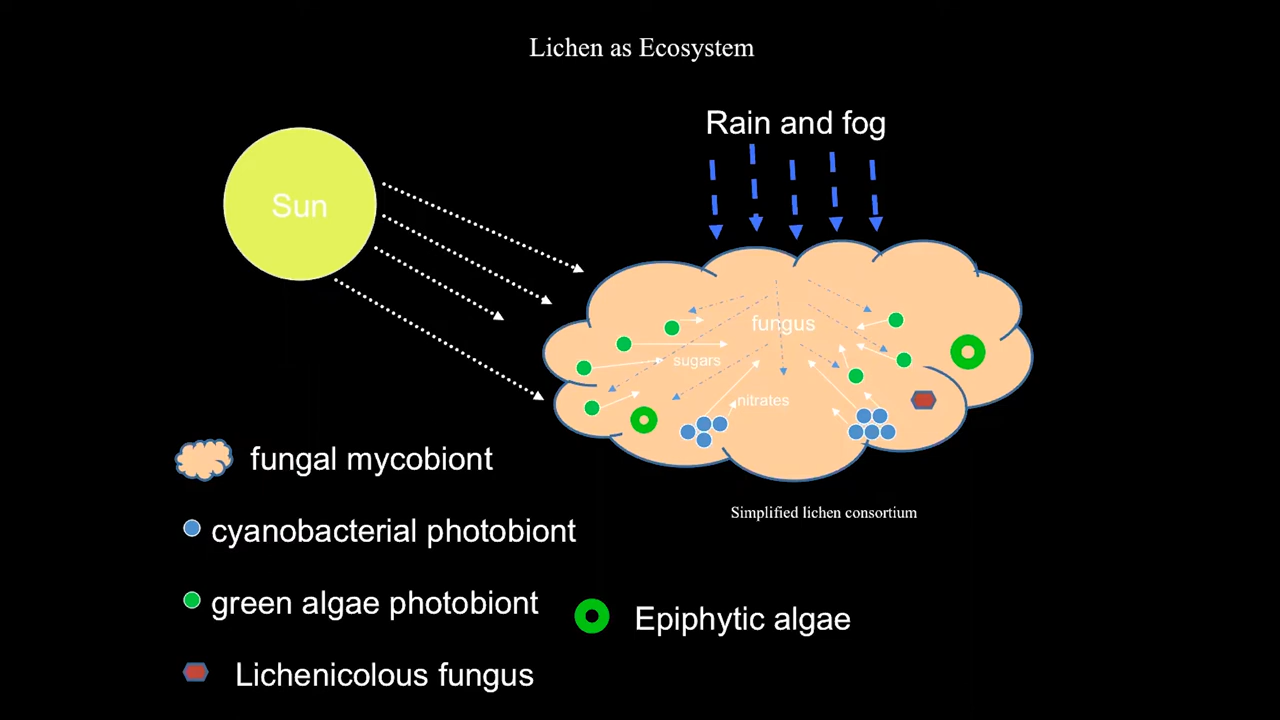 Lichen as Ecosystem
Rain and fog
Sun
fungus
sugars
nitrates
fungal mycobiont
Simplified lichen consortium
cyanobacterial photobiont
green algae photobiont
Epiphytic algae
Lichenicolous fungus